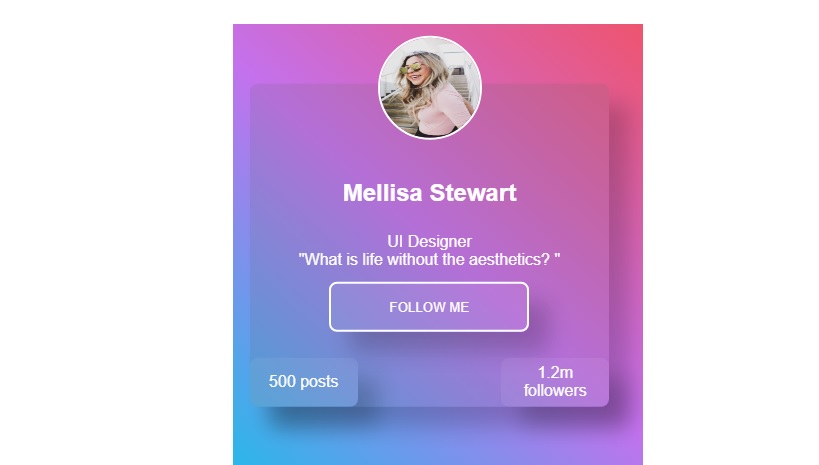 Mellisa Stewart
UI Designer
"What is life without the aesthetics? "
FOLLOW ME
500 posts
1.2m
followers